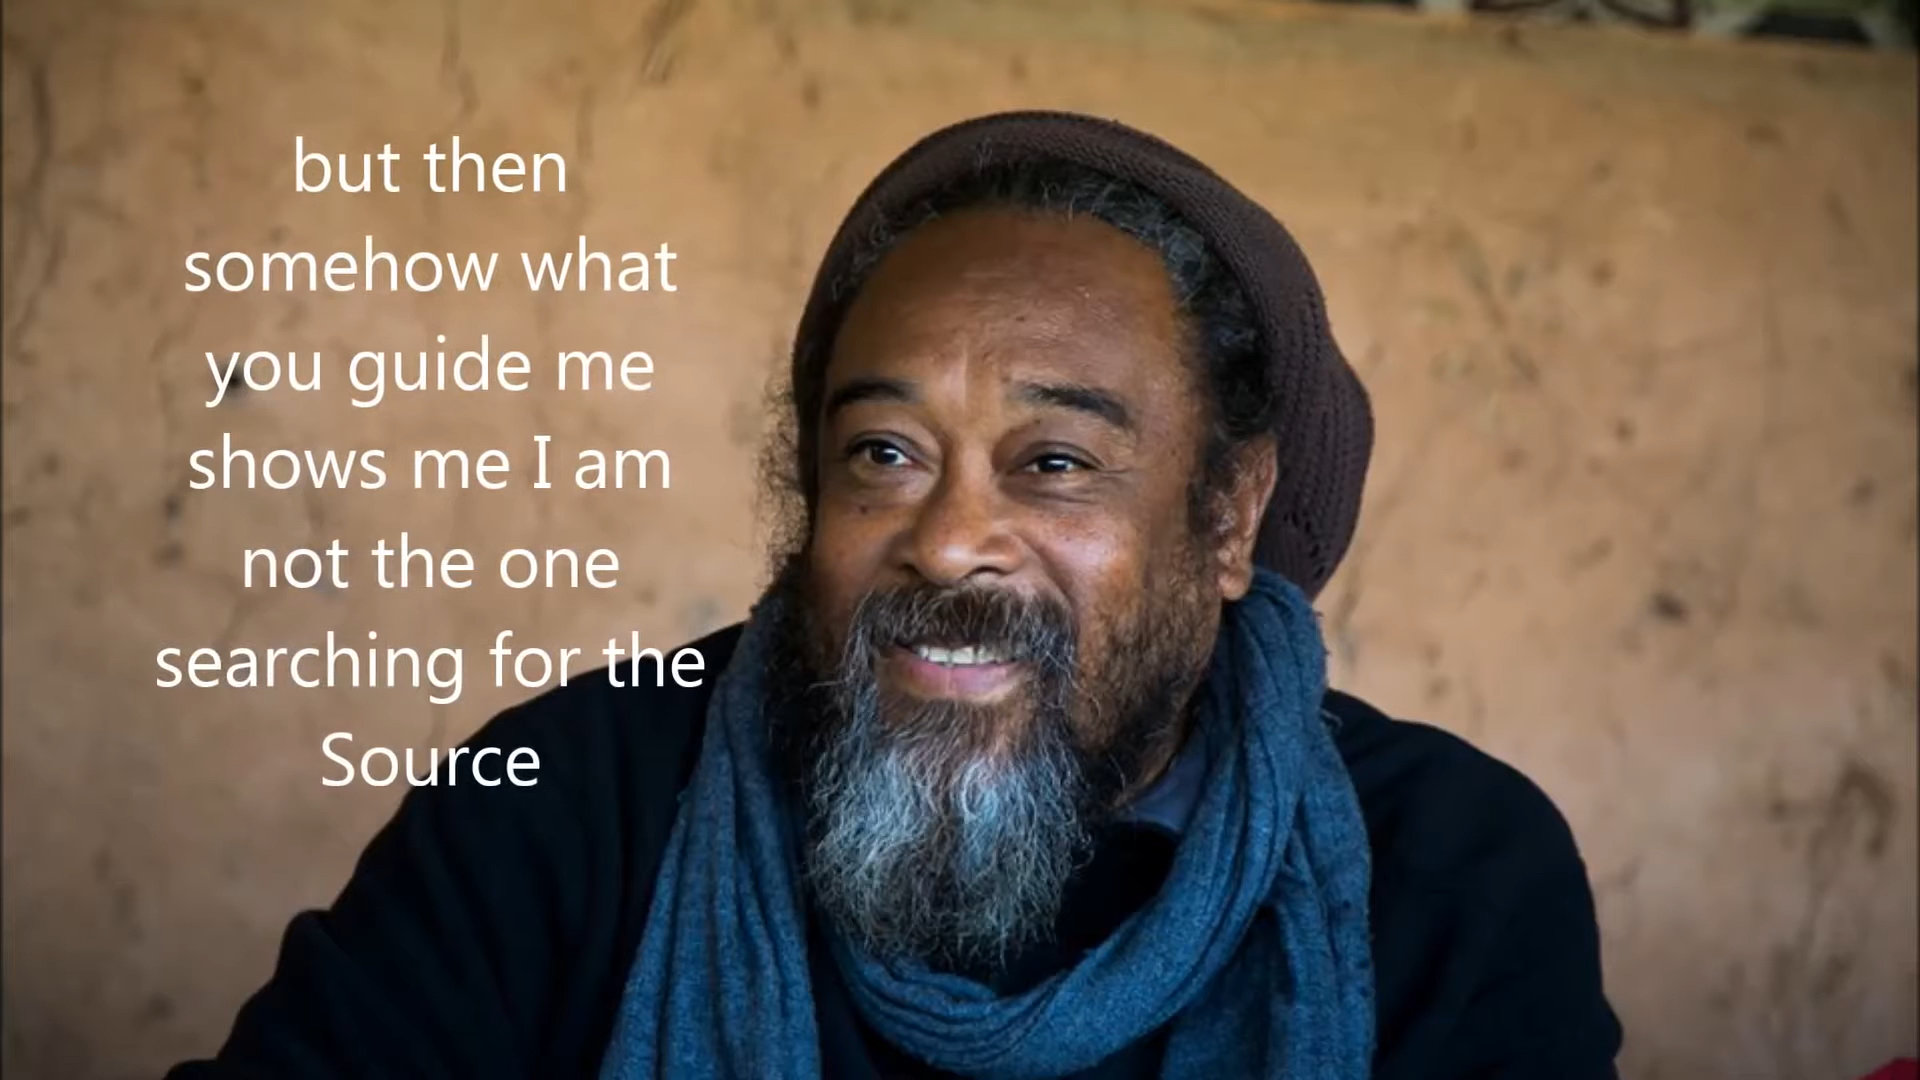 but then
somehow what
you guide me
shows me I am
not the one
searching for the
Source